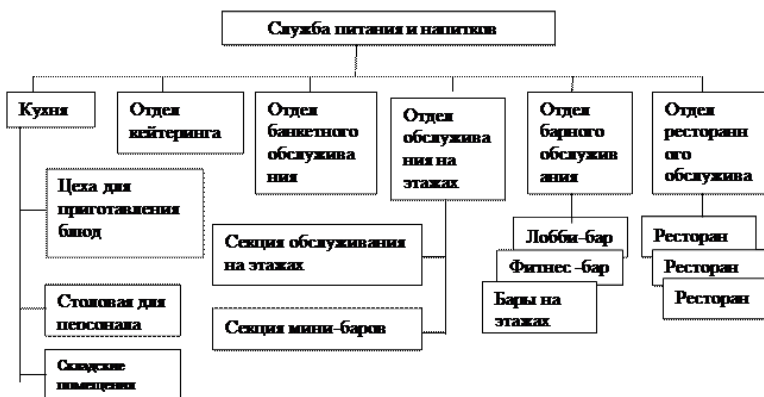 Служба питания и напитков
Кухня
Отдел
кейтеринга
Отдел
банкетного
обслужива
ния
Отдел
обслужива
ния на
этажах
Отдел
барного
обслужив
ания
Отдел
ресторанн
ого
обслужива
Цеха для
приготавления
блюд
Столовая для
персонала
Складские
помещения
Секция обслуживания
на этажах
Секция мини-баров
Лобби-бар
Фитнес -бар
Бары на
этажах
Ресторан
Ресторан
Ресторан